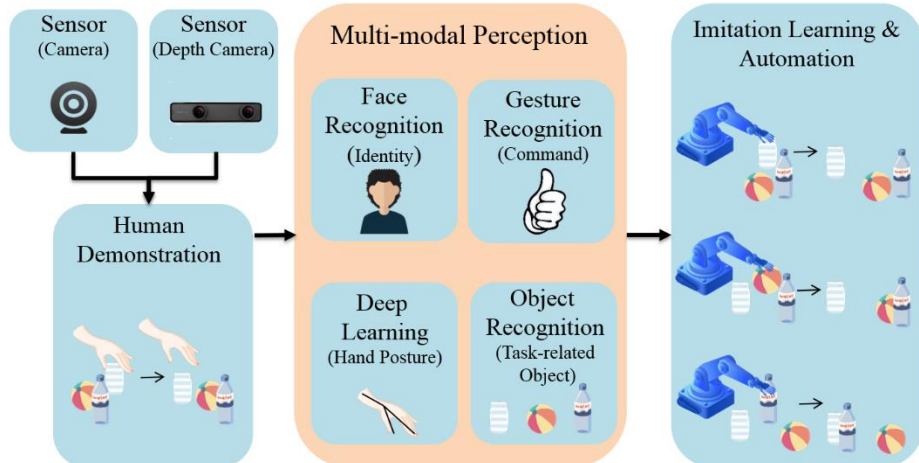 Sensor
(Camera)
Sensor
(Depth Camera)
Human
Demonstration
Multi-modal Perception
Face
Recognition
(Identity)
Gesture
Recognition
(Command)
Deep
Learning
(Hand Posture)
Object
Recognition
(Task-related
Object)
Imitation Learning &
Automation